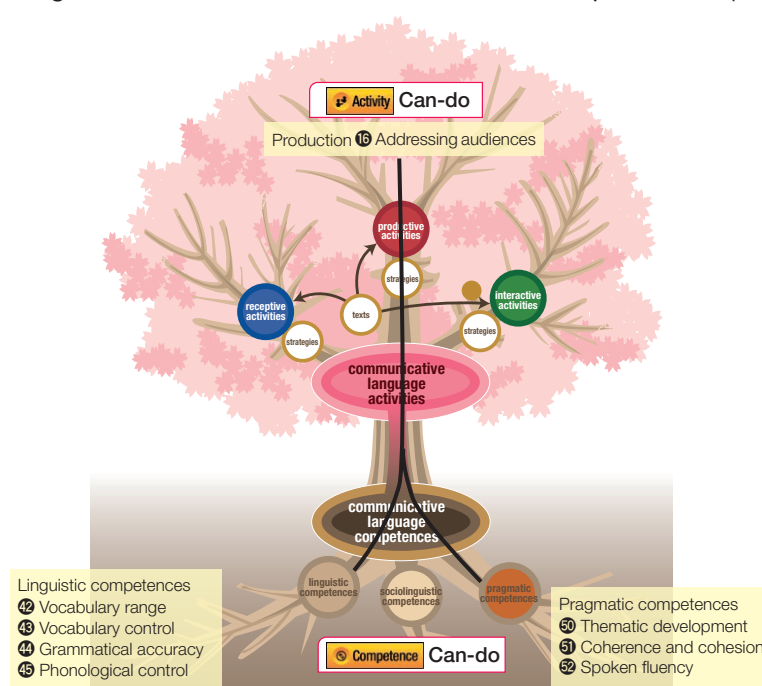 Activity Can-do
Production 16 Addressing audiences
productive
activities
strategies
receptive
activities
texts
interactive
activities
strategies
strategies
communicative
language
activities
communicative
language
competences
linguistic
competences
sociolinguistic
competences
pragmatic
competences
Linguistic competences
42 Vocabulary range
43 Vocabulary control
44 Grammatical accuracy
45 Phonological control
Pragmatic competences
50 Thematic development
51 Coherence and cohesion
52 Spoken fluency
Competence Can-do